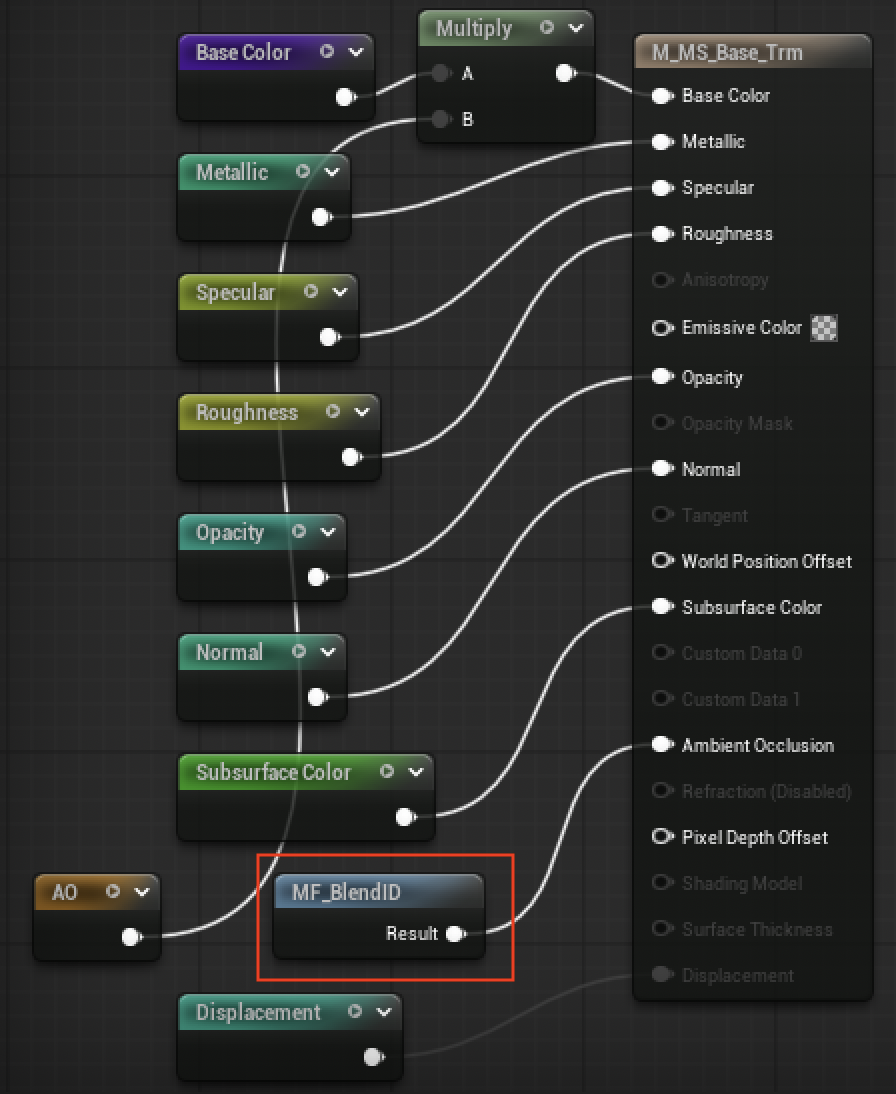 Base Color
Multiply
A
B
Metallic
Specular
Roughness
Opacity
Normal
Subsurface Color
AO
MF_BlendID
Result
Displacement
M_MS_Base_Trm
Base Color
Metallic
Specular
Roughness
Anisotropy
Emissive Color
Opacity
Opacity Mask
Normal
Tangent
World Position Offset
Subsurface Color
Custom Data 0
Custom Data 1
Ambient Occlusion
Refraction (Disabled)
Pixel Depth Offset
Shading Model
Surface Thickness
Displacement